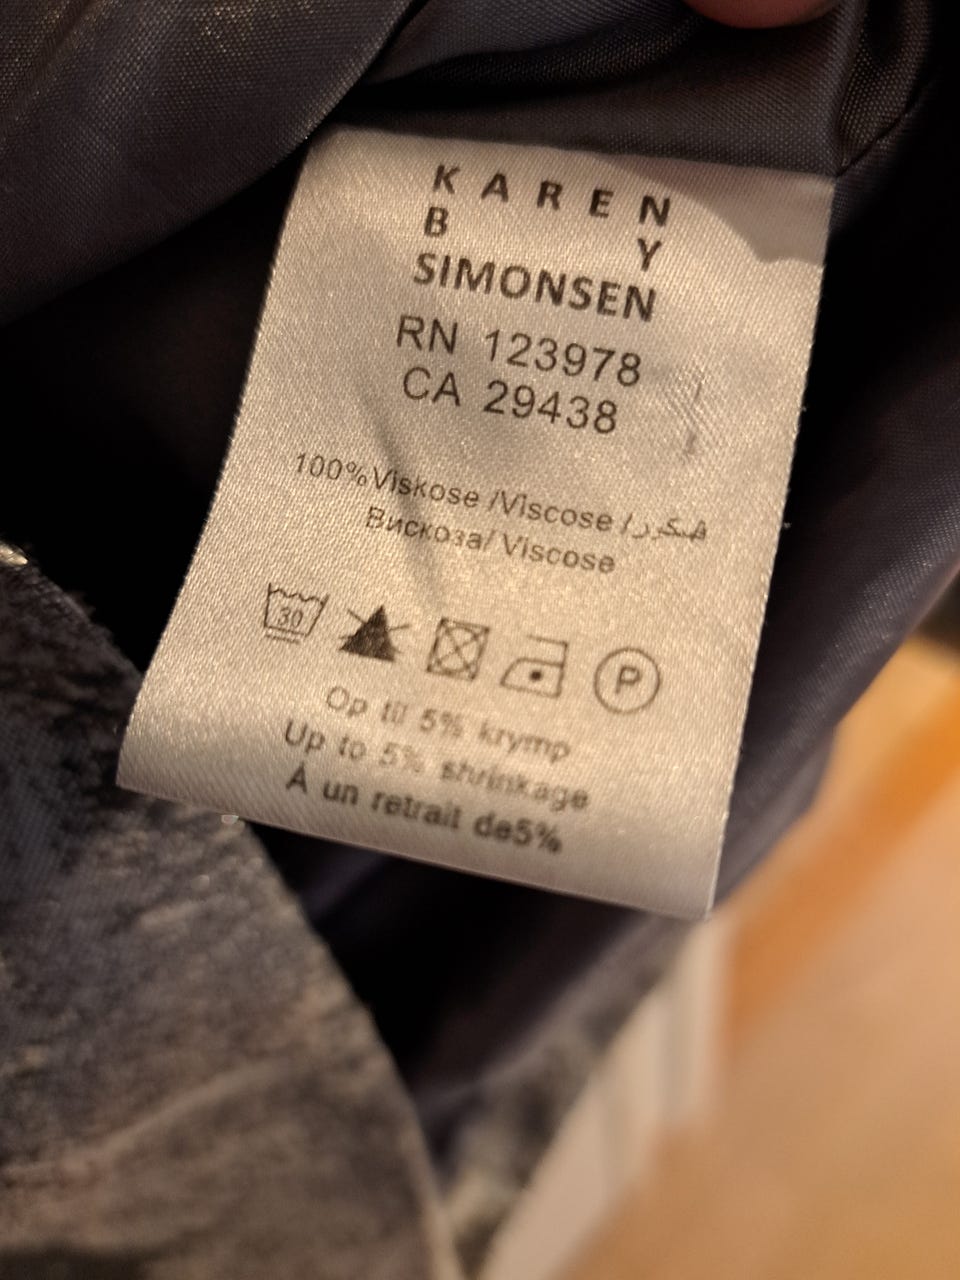 KAREN
B Y
SIMONSEN
RN 123978
CA 29438
100%Viskose /Viscose /
Вискоза/ Viscose
30
P
Op til 5% krymp
Up to 5% shrinkage
À un retrait de5%